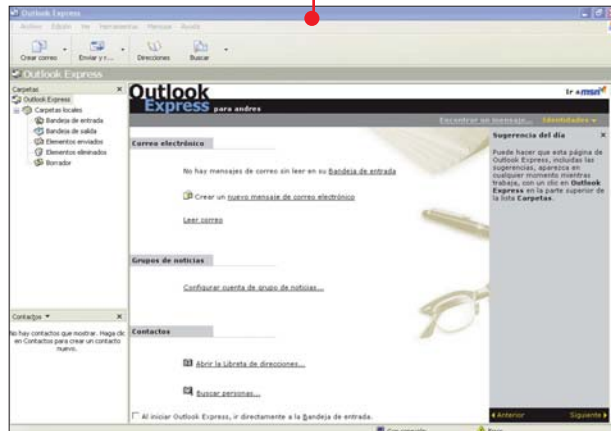 Outlook Express
Archivo Edición Ver Herramientas Mensaje Ayuda
Crear correo Enviar y r... Direcciones Buscar
Outlook Express
Carpetas
Outlook Express
Carpetas locales
Bandeja de entrada
Bandeja de salida
Elementos enviados
Elementos eliminados
Borrador
Contactos
No hay contactos que mostrar. Haga clic
en Contactos para crear un contacto
nuevo.
Outlook
Express para andres
Ir a msn
Encontrar un mensaje... Identidades
Correo electrónico
No hay mensajes de correo sin leer en su Bandeja de entrada
Crear un nuevo mensaje de correo electrónico
Leer correo
Grupos de noticias
Configurar cuenta de grupo de noticias...
Contactos
Abrir la Libreta de direcciones...
Buscar personas...
Al iniciar Outlook Express, ir directamente a la Bandeja de entrada.
Sugerencia del día
Puede hacer que esta página de
Outlook Express, incluidas las
sugerencias, aparezca en
cualquier momento mientras
trabaja, con un clic en Outlook
Express en la parte superior de
la lista Carpetas.
Anterior Siguiente